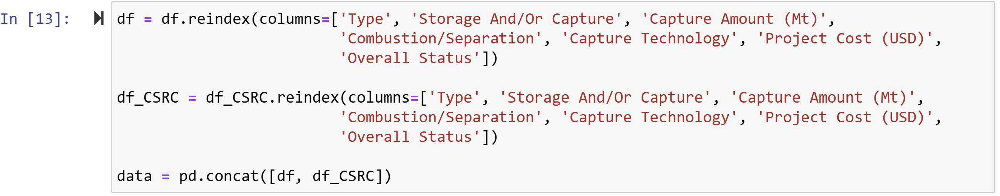 In [13]: df = df.reindex(columns=['Type', 'Storage And/Or Capture', 'Capture Amount (Mt)',
'Combustion/Separation', 'Capture Technology', 'Project Cost (USD)',
'Overall Status'])
df_CSRC = df_CSRC.reindex(columns=['Type', 'Storage And/Or Capture', 'Capture Amount (Mt)',
'Combustion/Separation', 'Capture Technology', 'Project Cost (USD)',
'Overall Status'])
data = pd.concat([df, df_CSRC])